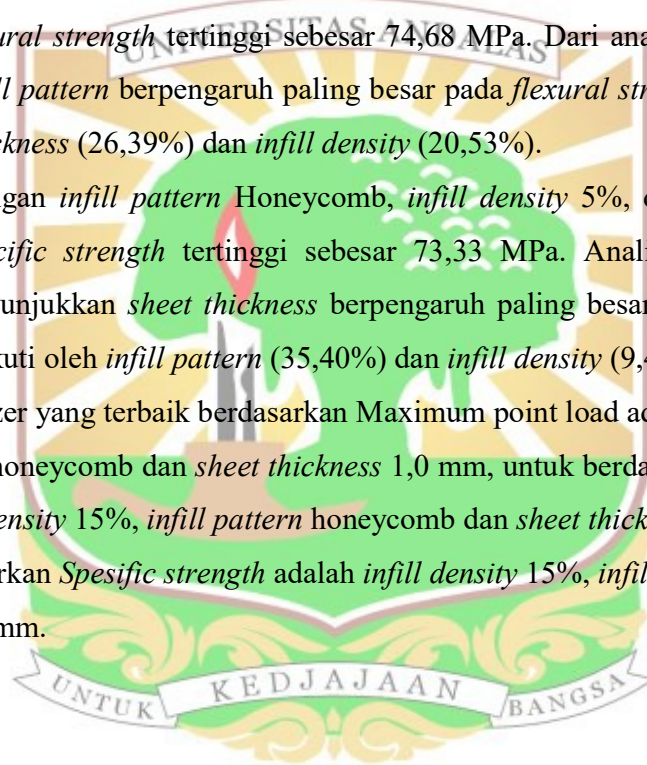 ural strength tertinggi sebesar 74,68 MPa. Dari ana
UNIVERSITAS ANDALAS
ll pattern berpengaruh paling besar pada flexural str
ckness (26,39%) dan infill density (20,53%).
gan infill pattern Honeycomb, infill density 5%,
cific strength tertinggi sebesar 73,33 MPa. Anal
unjukkan sheet thickness berpengaruh paling besar
kuti oleh infill pattern (35,40%) dan infill density (9,4
zer yang terbaik berdasarkan Maximum point load ad
honeycomb dan sheet thickness 1,0 mm, untuk berda
ensity 15%, infill pattern honeycomb dan sheet thick
rkan Spesific strength adalah infill density 15%, infil
mm.
UNTUK KEDJAJAAN BANGSA